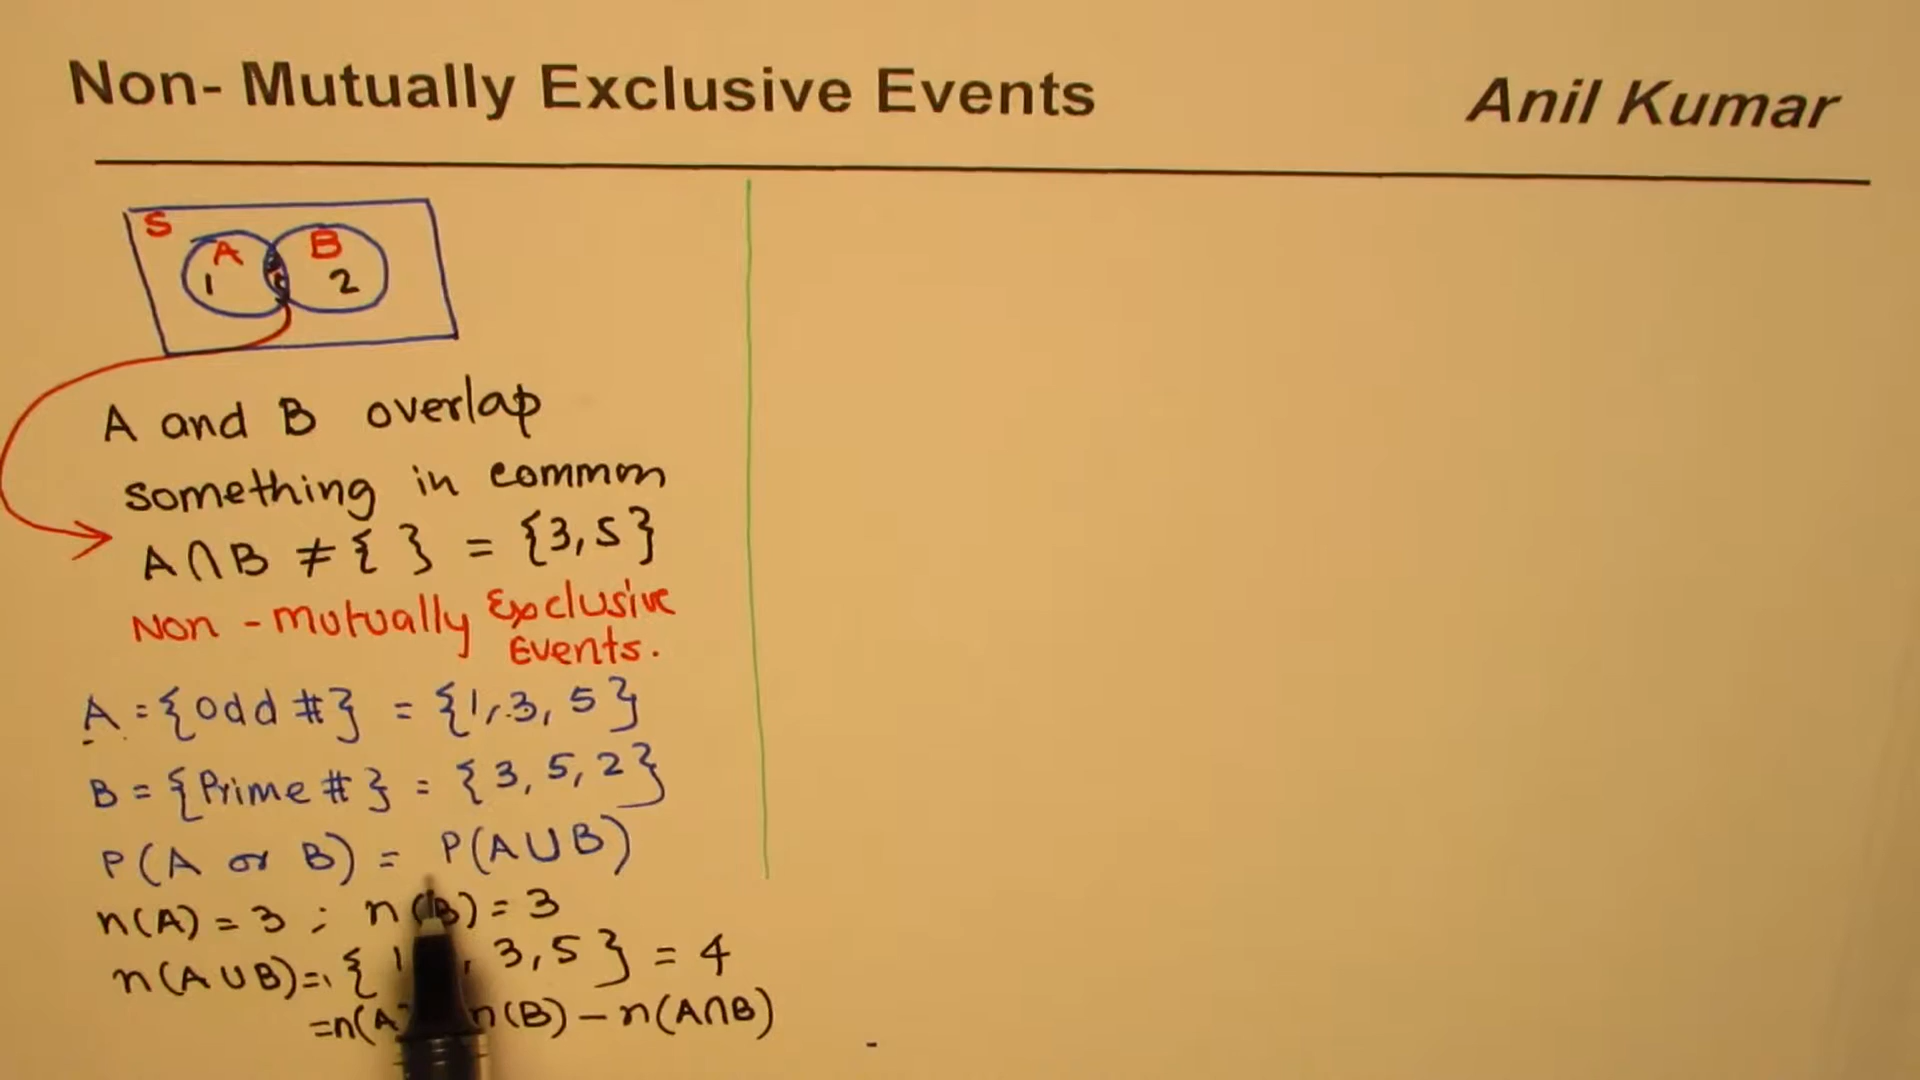 Non- Mutually Exclusive Events
Anil Kumar
S
A B
1 2
A and B overlap
something in common
A∩B ≠ { } = {3,5}
Non - mutually Exclusive
Events.
A = {odd #} = {1, 3, 5}
B = {Prime #} = {3, 5, 2}
P(A or B) = P(A∪B)
n(A) = 3 ; n(B) = 3
n(A∪B) = { 1 , 3, 5 } = 4
= n(A n(B) - n(A∩B)